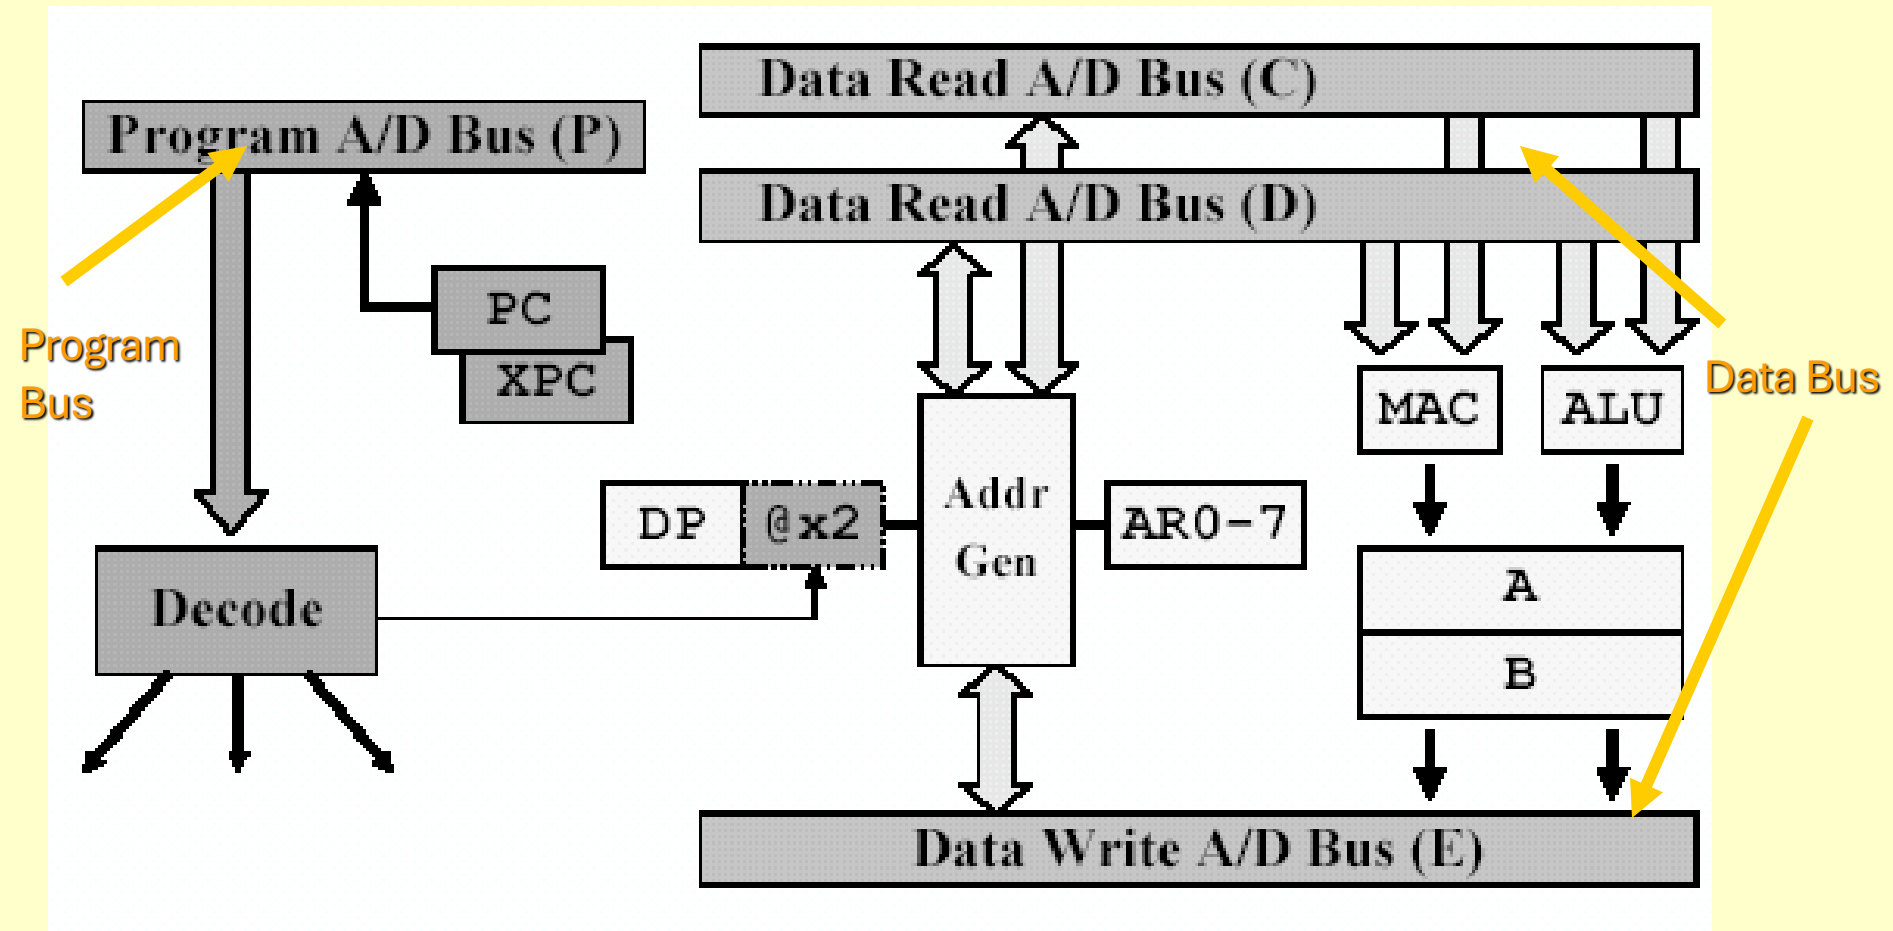 Data Read A/D Bus (C)
Program A/D Bus (P)
Data Read A/D Bus (D)
PC
XPC
Program
Bus
Data Bus
MAC
ALU
DP
@x2
Addr
Gen
AR0-7
Decode
A
B
Data Write A/D Bus (E)